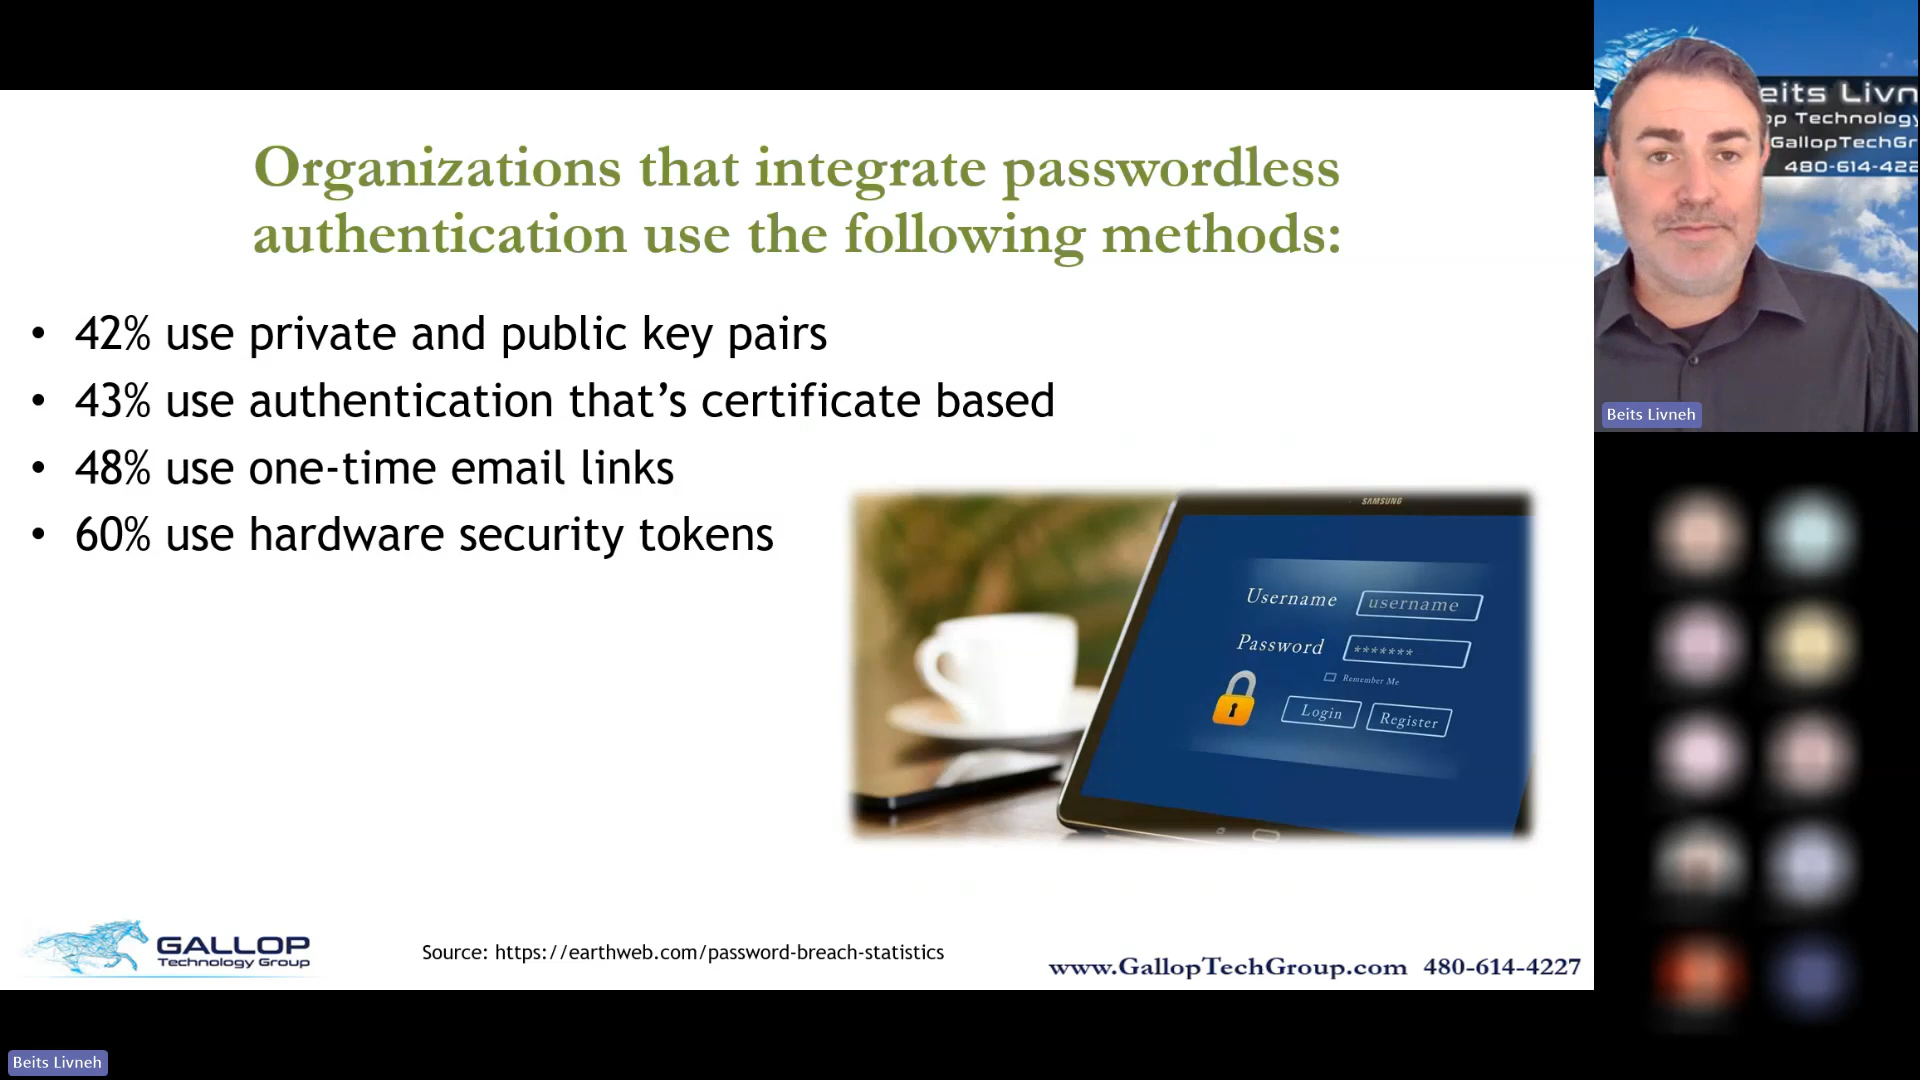 Organizations that integrate passwordless
authentication use the following methods:
• 42% use private and public key pairs
• 43% use authentication that’s certificate based
• 48% use one-time email links
• 60% use hardware security tokens
SAMSUNG
Username username
Password *******
Remember Me
Login Register
GALLOP
Technology Group
Source: https://earthweb.com/password-breach-statistics
www.GallopTechGroup.com 480-614-4227
Beits Livneh
eits Livn
op Technology
GallopTechGr
480-614-422
Beits Livneh